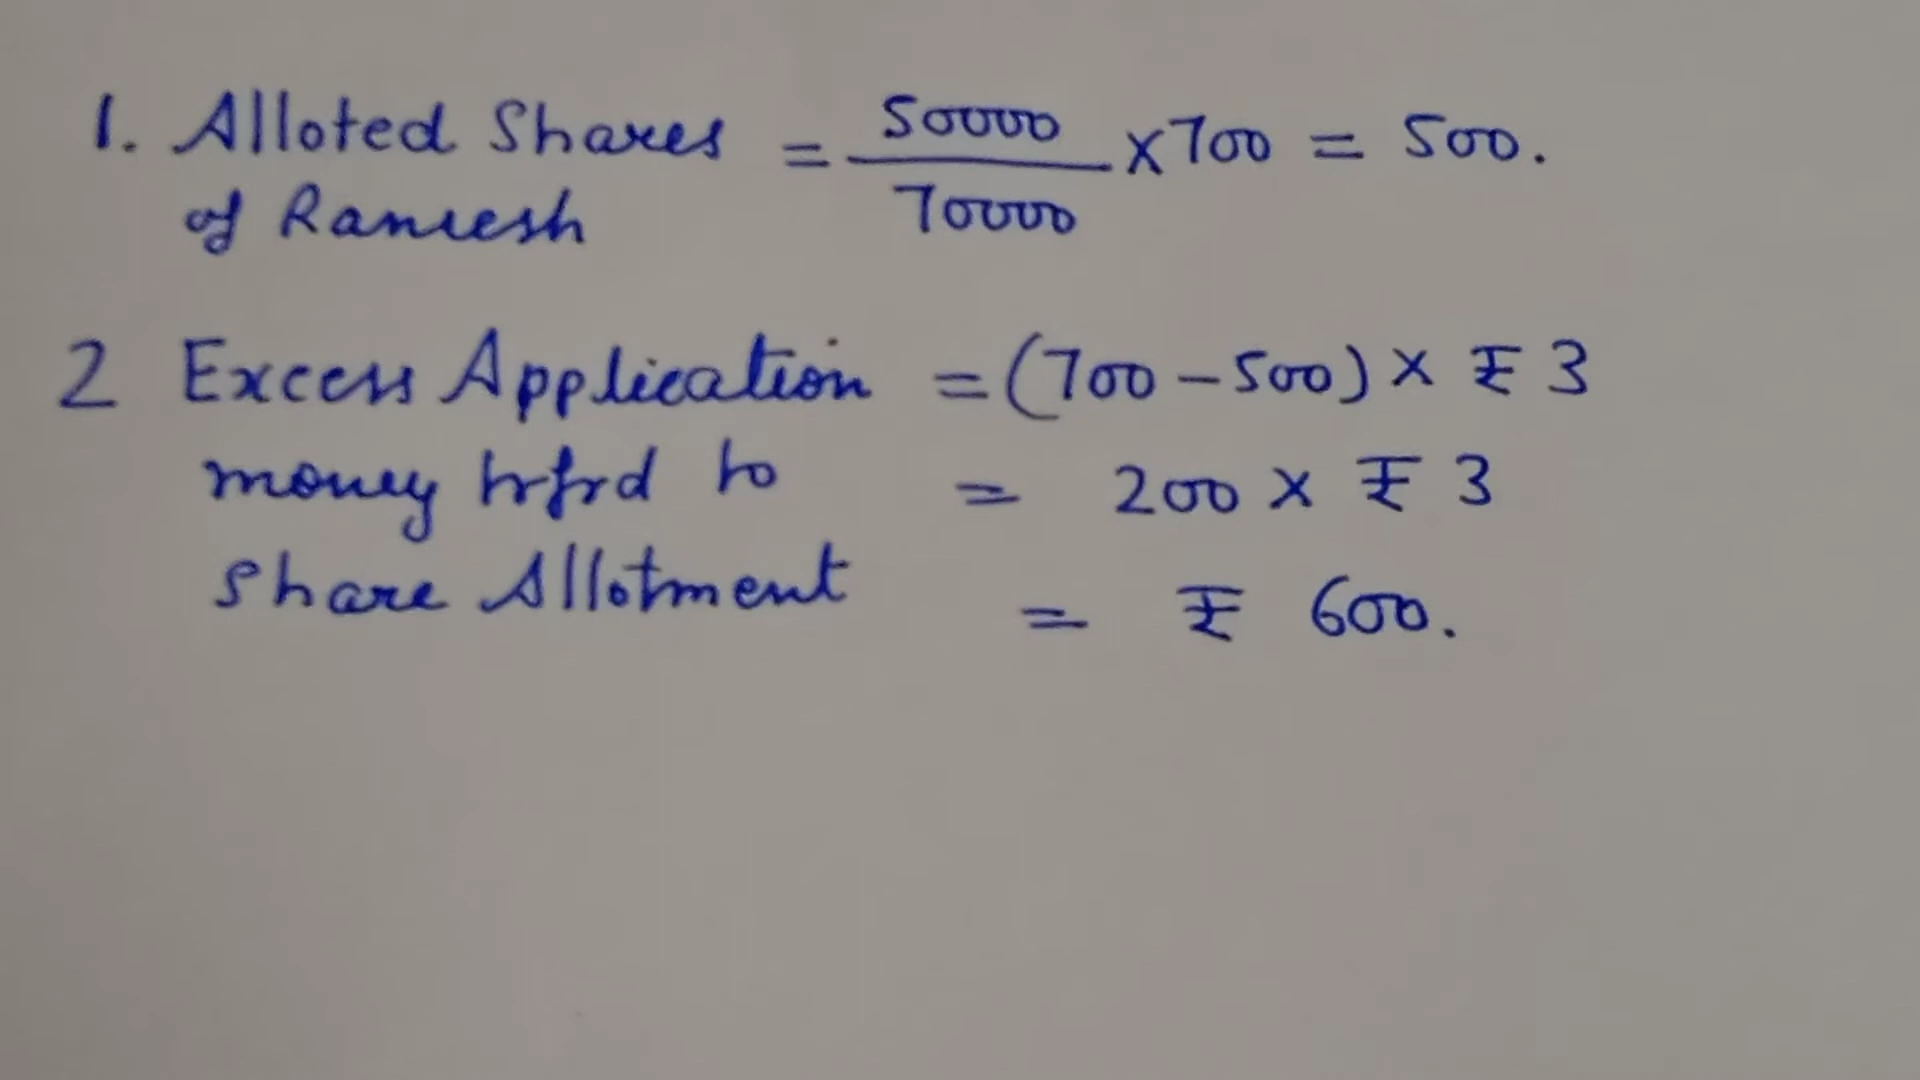 1. Alloted Shares = 50000/70000 x 700 = 500.
of Ramesh
2 Excess Application = (700 - 500) x ₹ 3
money trfrd to = 200 x ₹ 3
Share Allotment = ₹ 600.